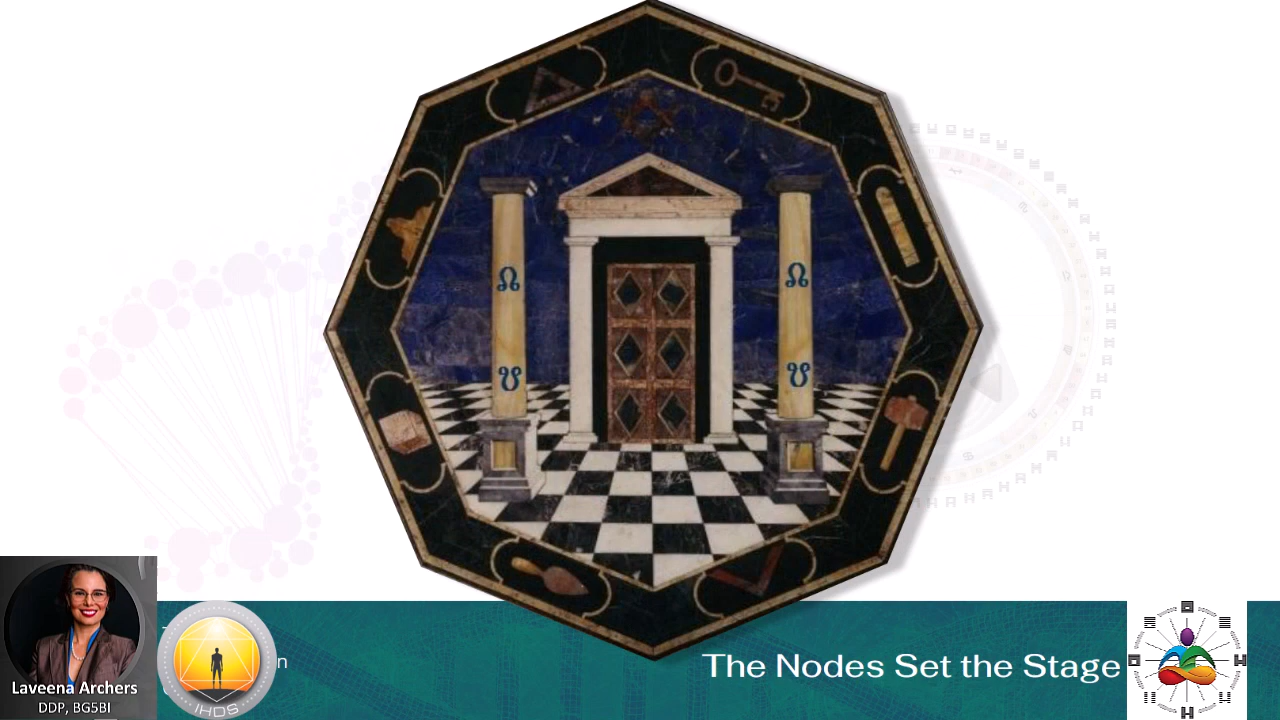 ☊ ☊
☋ ☋
n
The Nodes Set the Stage
Laveena Archers
DDP, BG5BI
IHDS